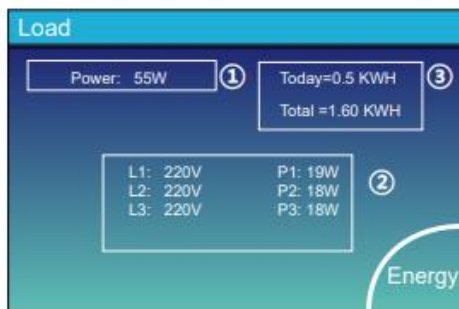 Load
Power: 55W ①
Today=0.5 KWH ③
Total =1.60 KWH
L1: 220V P1: 19W
L2: 220V P2: 18W ②
L3: 220V P3: 18W
Energy